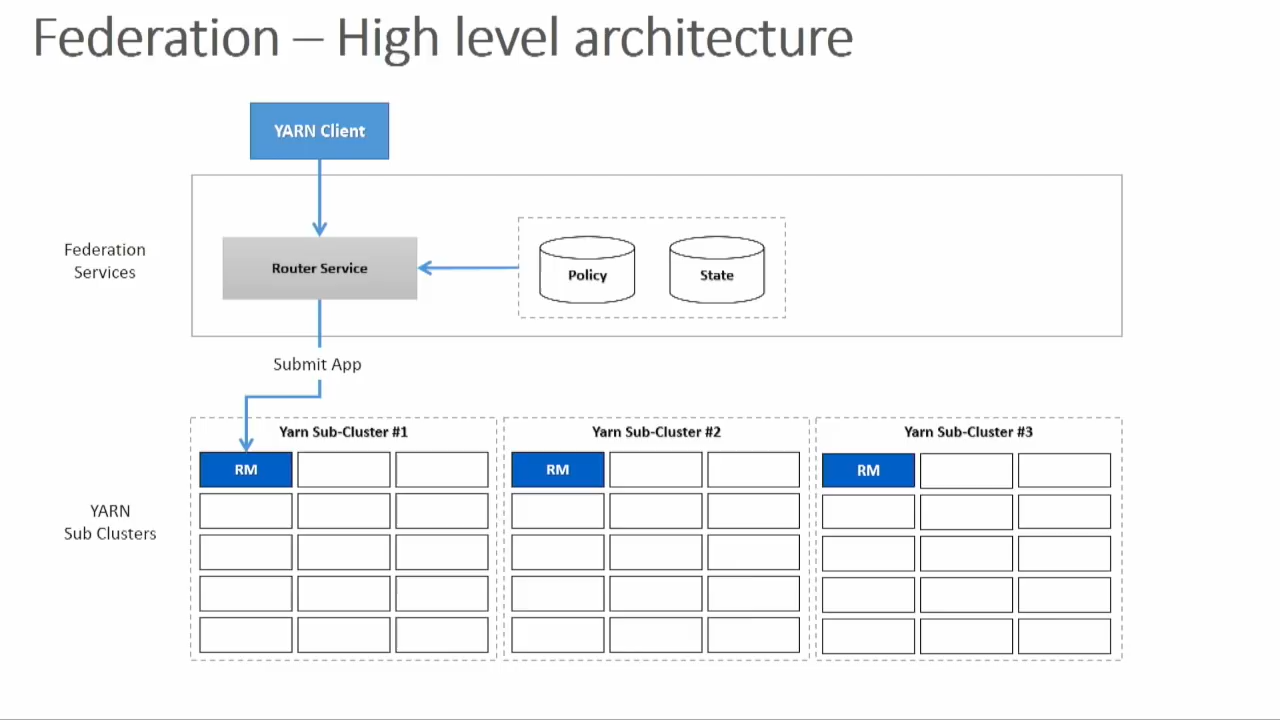 Federation – High level architecture
YARN Client
Federation
Services
Router Service
Policy
State
Submit App
Yarn Sub-Cluster #1
Yarn Sub-Cluster #2
Yarn Sub-Cluster #3
RM
RM
RM
YARN
Sub Clusters